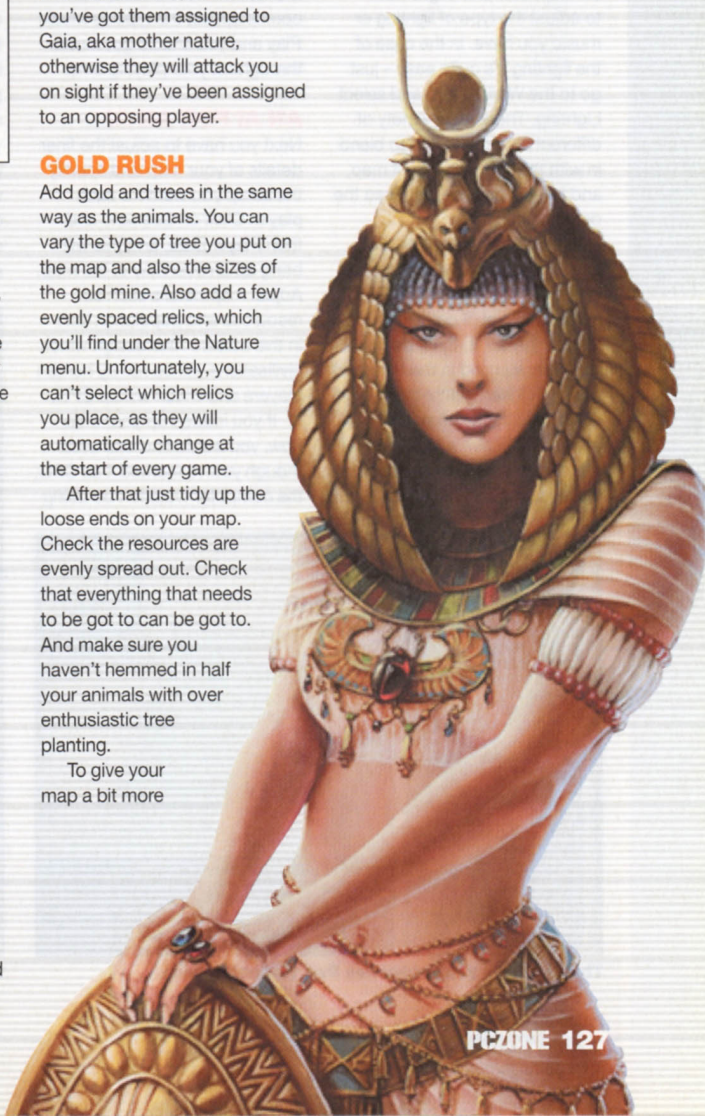 you've got them assigned to
Gaia, aka mother nature,
otherwise they will attack you
on sight if they've been assigned
to an opposing player.
GOLD RUSH
Add gold and trees in the same
way as the animals. You can
vary the type of tree you put on
the map and also the sizes of
the gold mine. Also add a few
evenly spaced relics, which
you'll find under the Nature
menu. Unfortunately, you
can't select which relics
you place, as they will
automatically change at
the start of every game.
After that just tidy up the
loose ends on your map.
Check the resources are
evenly spread out. Check
that everything that needs
to be got to can be got to.
And make sure you
haven't hemmed in half
your animals with over
enthusiastic tree
planting.
To give your
map a bit more
PCZONE 127